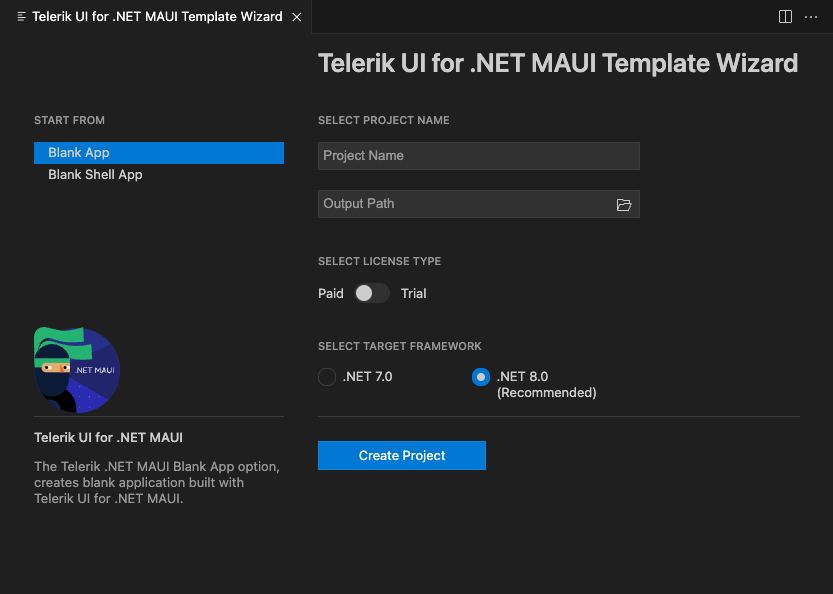 Telerik UI for .NET MAUI Template Wizard
Telerik UI for .NET MAUI Template Wizard
START FROM
Blank App
Blank Shell App
.NET MAUI
Telerik UI for .NET MAUI
The Telerik .NET MAUI Blank App option,
creates blank application built with
Telerik UI for .NET MAUI.
SELECT PROJECT NAME
Project Name
Output Path
SELECT LICENSE TYPE
Paid Trial
SELECT TARGET FRAMEWORK
.NET 7.0 .NET 8.0
(Recommended)
Create Project